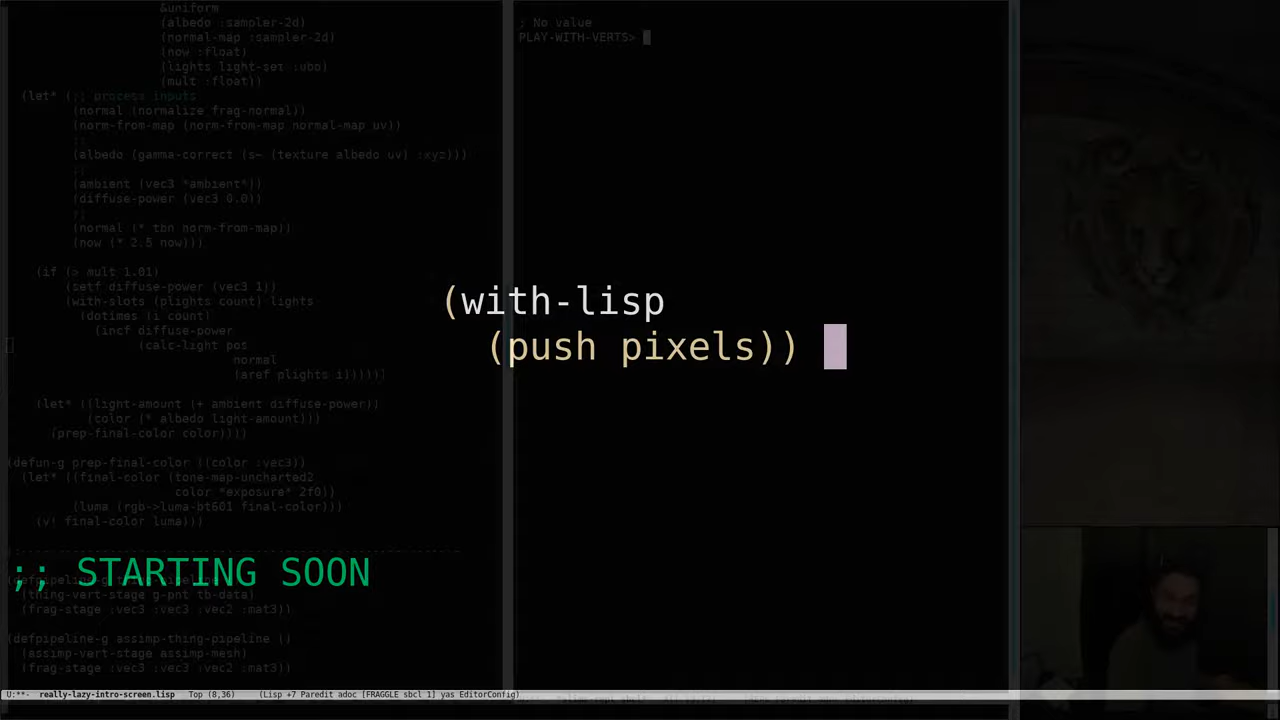 &uniform
(albedo :sampler-2d)
(normal-map :sampler-2d)
(now :float)
(lights light-set :ubo)
(mult :float))
(let* (;; process inputs
(normal (normalize frag-normal))
(norm-from-map (norm-from-map normal-map uv))
;;
(albedo (gamma-correct (s~ (texture albedo uv) :xyz)))
;;
(ambient (vec3 *ambient*))
(diffuse-power (vec3 0.0))
;;
(normal (* tbn norm-from-map))
(now (* 2.5 now)))
(if (> mult 1.01)
(setf diffuse-power (vec3 1))
(with-slots (plights count) lights
(dotimes (i count)
(incf diffuse-power
(calc-light pos
normal
(aref plights i))))))
(let* ((light-amount (+ ambient diffuse-power))
(color (* albedo light-amount)))
(prep-final-color color))))
(defun-g prep-final-color ((color :vec3))
(let* ((final-color (tone-map-uncharted2
color *exposure* 2f0))
(luma (rgb->luma-bt601 final-color)))
(v! final-color luma)))
(defpipeline-g
(thing-vert-stage g-pnt tb-data)
(frag-stage :vec3 :vec3 :vec2 :mat3))
(defpipeline-g assimp-thing-pipeline ()
(assimp-vert-stage assimp-mesh)
(frag-stage :vec3 :vec3 :vec2 :mat3))
; No value
PLAY-WITH-VERTS>
(with-lisp
(push pixels))
;; STARTING SOON
U:**- really-lazy-intro-screen.lisp Top (8,36) (Lisp +7 Paredit adoc [FRAGGLE sbcl 1] yas EditorConfig)